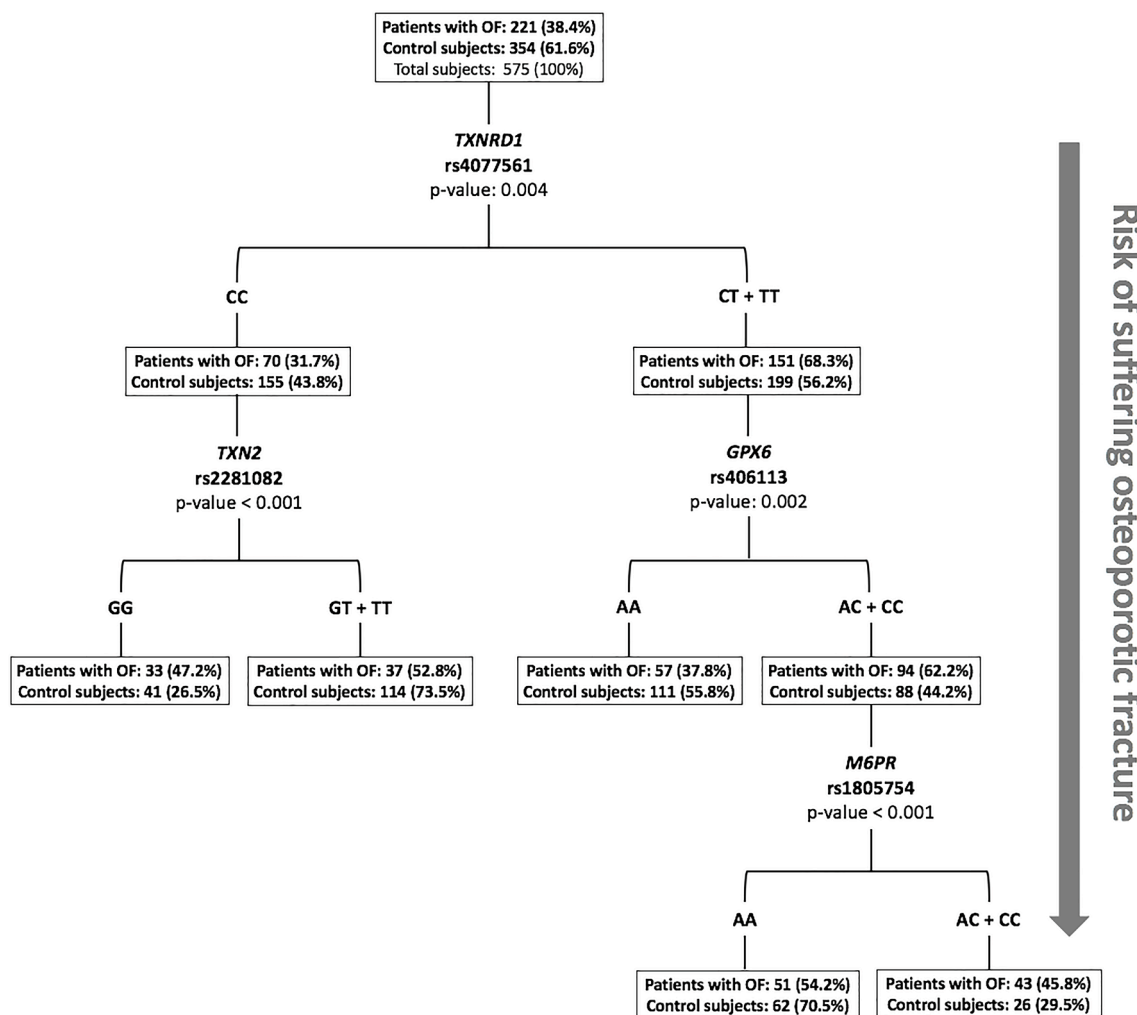 Patients with OF: 221 (38.4%)
Control subjects: 354 (61.6%)
Total subjects: 575 (100%)
TXNRD1
rs4077561
p-value: 0.004
CC
CT + TT
Patients with OF: 70 (31.7%)
Control subjects: 155 (43.8%)
Patients with OF: 151 (68.3%)
Control subjects: 199 (56.2%)
TXN2
rs2281082
p-value < 0.001
GPX6
rs406113
p-value: 0.002
GG
GT + TT
AA
AC + CC
Patients with OF: 33 (47.2%)
Control subjects: 41 (26.5%)
Patients with OF: 37 (52.8%)
Control subjects: 114 (73.5%)
Patients with OF: 57 (37.8%)
Control subjects: 111 (55.8%)
Patients with OF: 94 (62.2%)
Control subjects: 88 (44.2%)
M6PR
rs1805754
p-value < 0.001
AA
AC + CC
Patients with OF: 51 (54.2%)
Control subjects: 62 (70.5%)
Patients with OF: 43 (45.8%)
Control subjects: 26 (29.5%)
Risk of suffering osteoporotic fracture